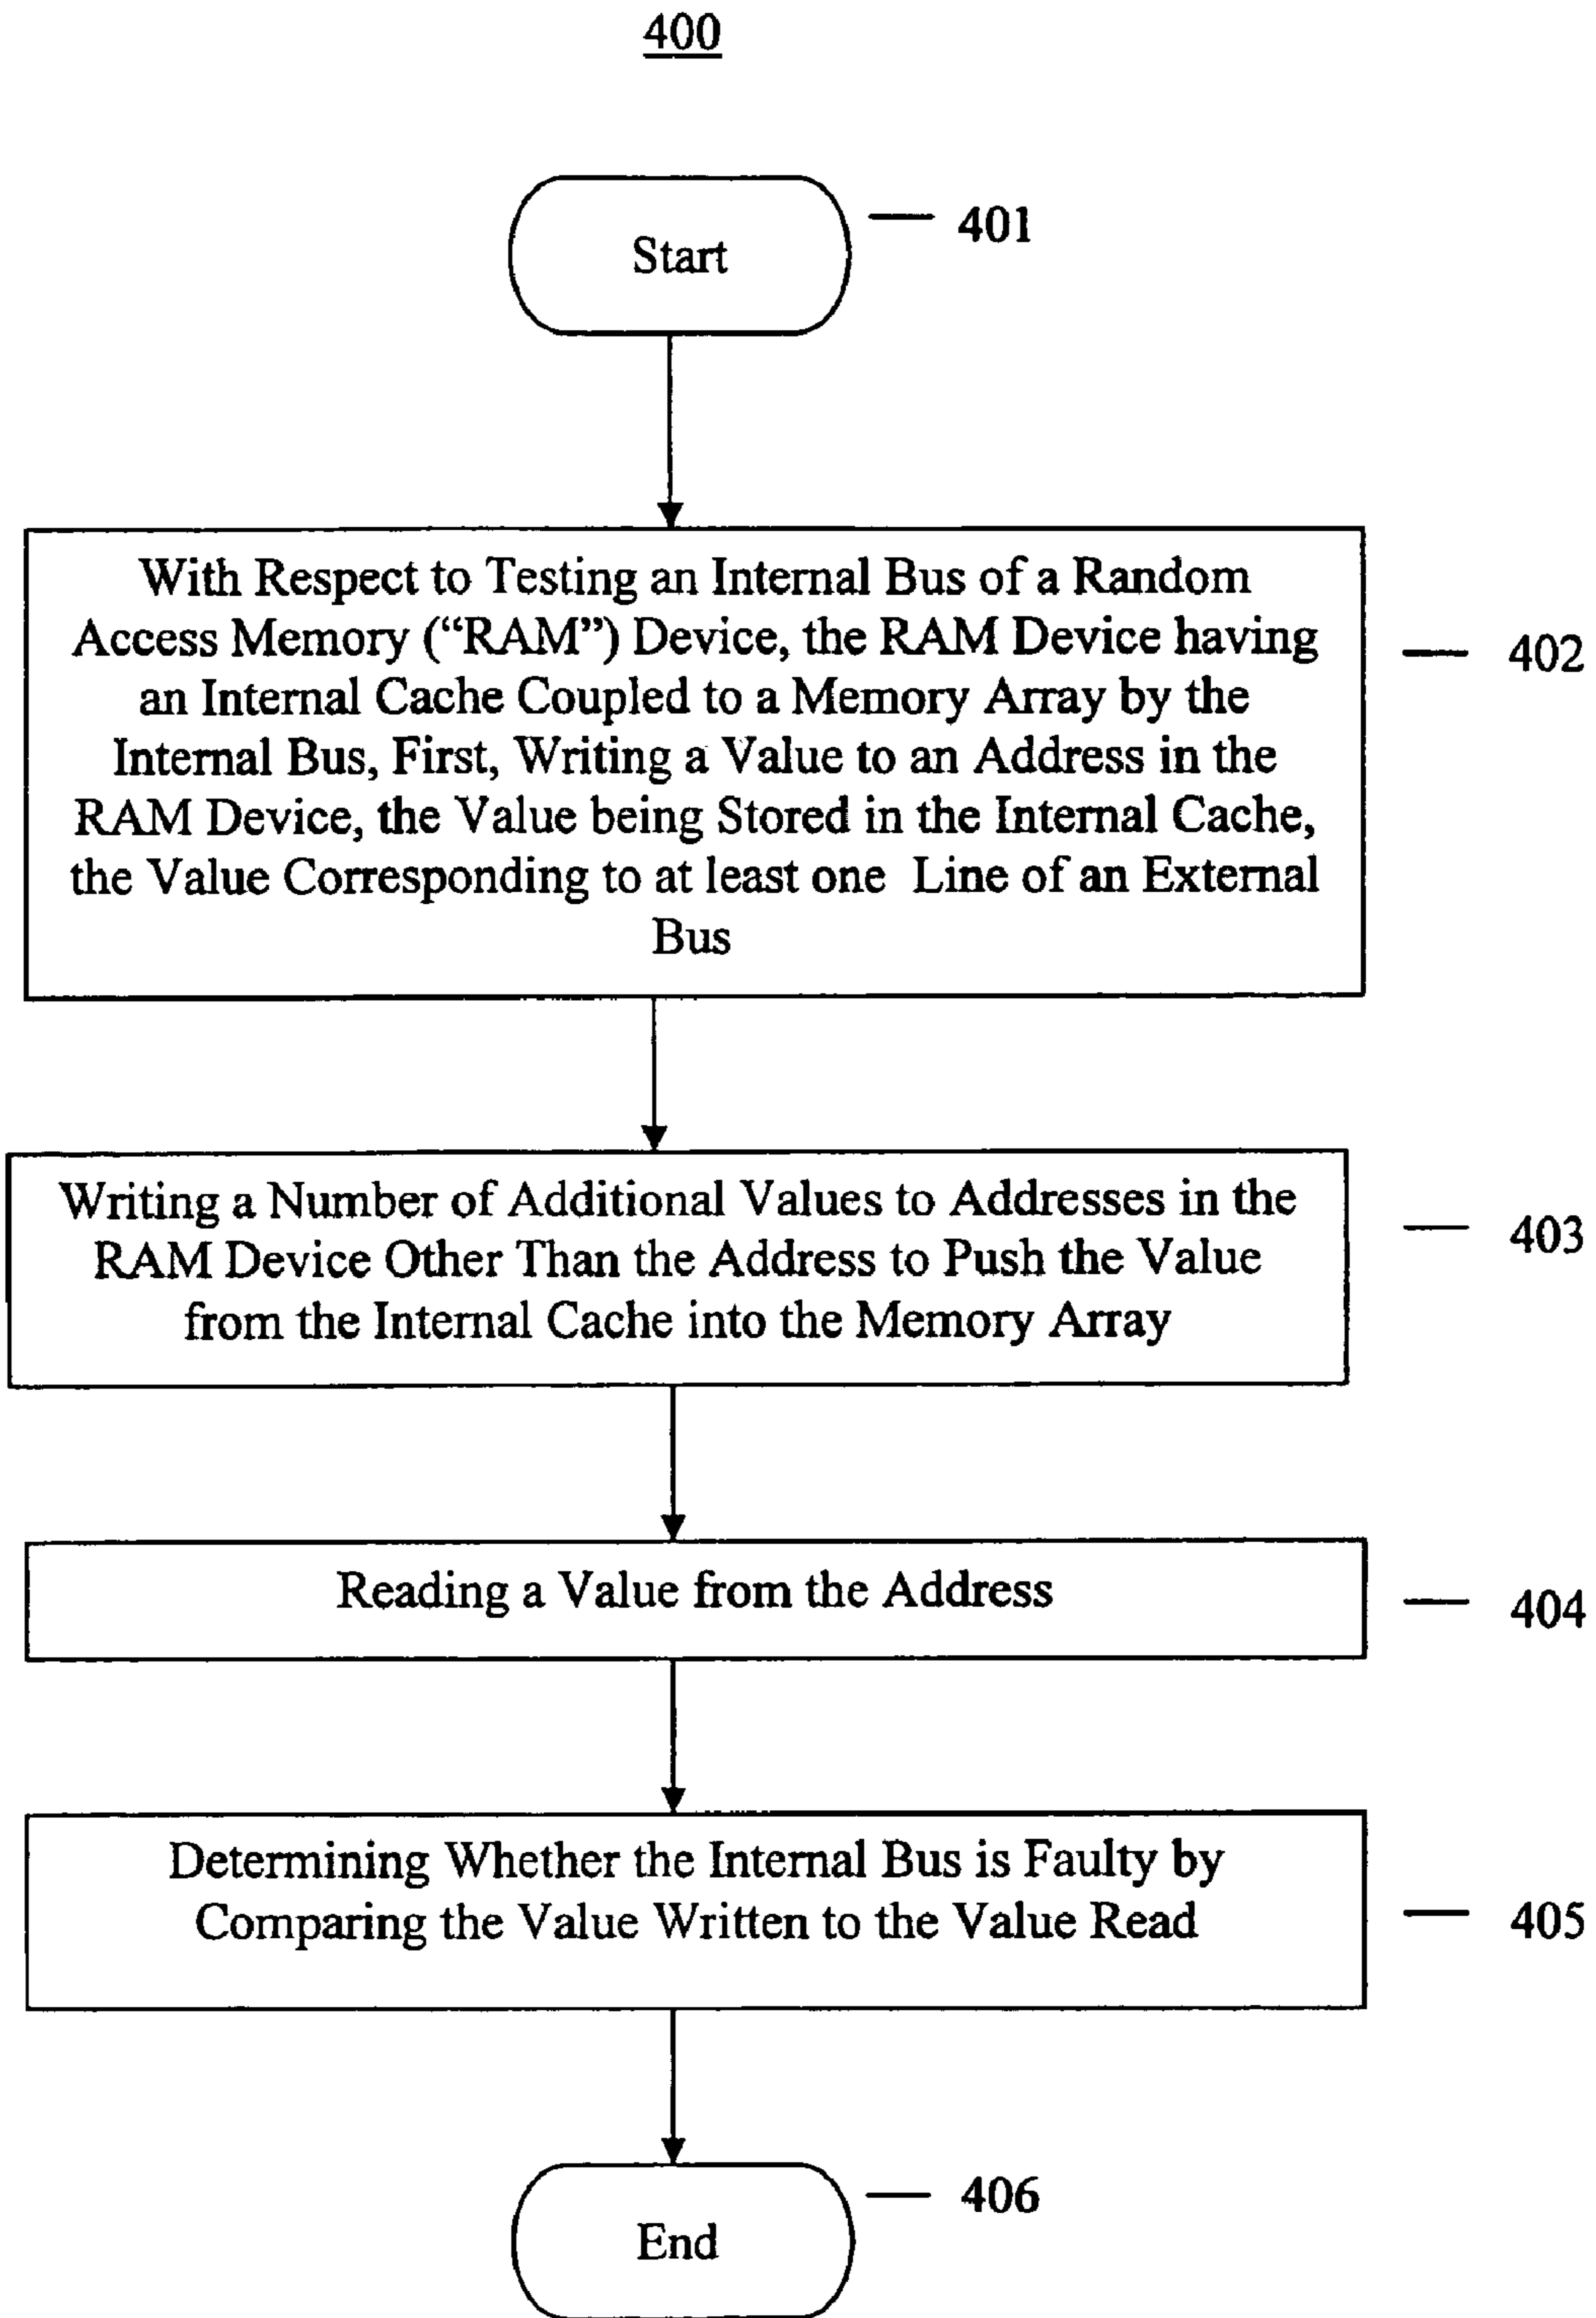 400
Start
401
With Respect to Testing an Internal Bus of a Random
Access Memory (“RAM”) Device, the RAM Device having
an Internal Cache Coupled to a Memory Array by the
Internal Bus, First, Writing a Value to an Address in the
RAM Device, the Value being Stored in the Internal Cache,
the Value Corresponding to at least one Line of an External
Bus
402
Writing a Number of Additional Values to Addresses in the
RAM Device Other Than the Address to Push the Value
from the Internal Cache into the Memory Array
403
Reading a Value from the Address
404
Determining Whether the Internal Bus is Faulty by
Comparing the Value Written to the Value Read
405
End
406